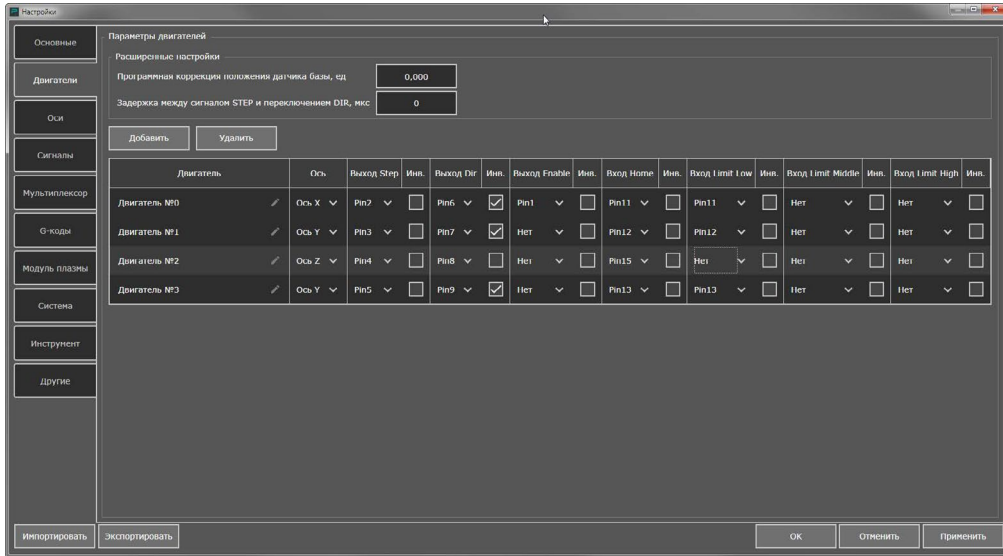 Настройки
Основные
Двигатели
Оси
Сигналы
Мультиплексор
G-коды
Модуль плазмы
Система
Инструмент
Другие
Параметры двигателей
Расширенные настройки
Программная коррекция положения датчика базы, ед 0,000
Задержка между сигналом STEP и переключением DIR, мкс 0
Добавить Удалить
Двигатель Ось Выход Step Инв. Выход Dir Инв. Выход Enable Инв. Вход Home Инв. Вход Limit Low Инв. Вход Limit Middle Инв. Вход Limit High Инв.
Двигатель №0 Ось X Pin2 Pin6 Pin1 Pin11 Pin11 Нет Нет
Двигатель №1 Ось Y Pin3 Pin7 Нет Pin12 Pin12 Нет Нет
Двигатель №2 Ось Z Pin4 Pin8 Нет Pin15 Нет Нет Нет
Двигатель №3 Ось Y Pin5 Pin9 Нет Pin13 Pin13 Нет Нет
Импортировать Экспортировать ОК Отменить Применить